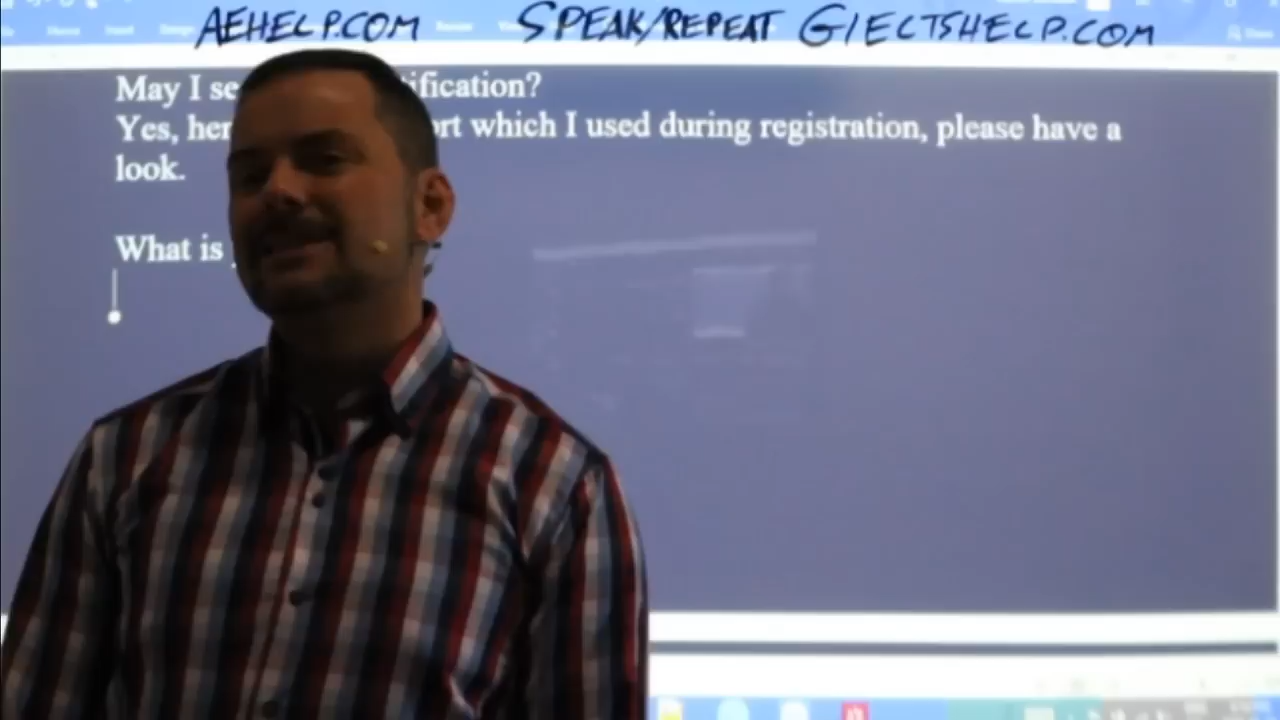 AEHELP.COM SPEAK/REPEAT GIELTSHELP.COM
May I se ification?
Yes, her ort which I used during registration, please have a
look.
What is